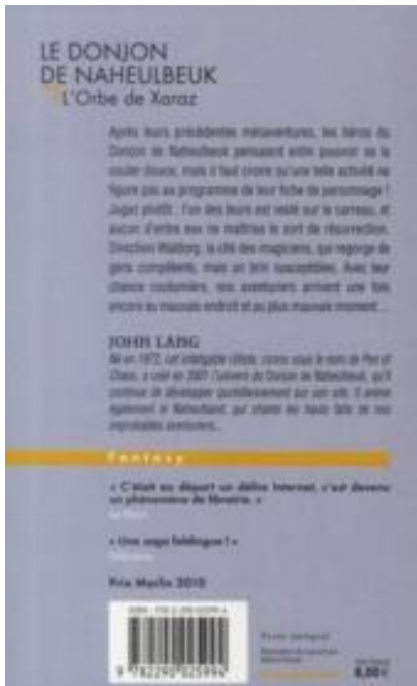 LE DONJON
DE NAHEULBEUK
L'Orbe de Xaraz
Après leurs précédentes mésaventures, les héros du
Donjon de Naheulbeuk pensaient enfin pouvoir se la
couler douce, mais il faut croire qu'une telle activité ne
figure pas au programme de leur fiche de personnage !
Jugez plutôt : l'un des leurs est resté sur le carreau, et
aucun d'entre eux ne maîtrise le sort de résurrection.
Direction Waldorg, la cité des magiciens, qui regorge de
gens compétents, mais un brin susceptibles. Avec leur
chance coutumière, nos aventuriers arrivent une fois
encore au mauvais endroit et au plus mauvais moment...
JOHN LANG
Né en 1972, cet infatigable rôliste, connu sous le nom de Pen of
Chaos, a créé en 2001 l'univers du Donjon de Naheulbeuk, qu'il
continue de développer quotidiennement sur son site. Il anime
également le Naheulband, qui chante les hauts faits de nos
improbables aventuriers...
Fantasy
« C'était au départ un délire Internet, c'est devenu
un phénomène de librairie. »
« Une saga foldingue ! »
Prix Merlin 2010
9 782290 025994
Texte intégral
8,00 €